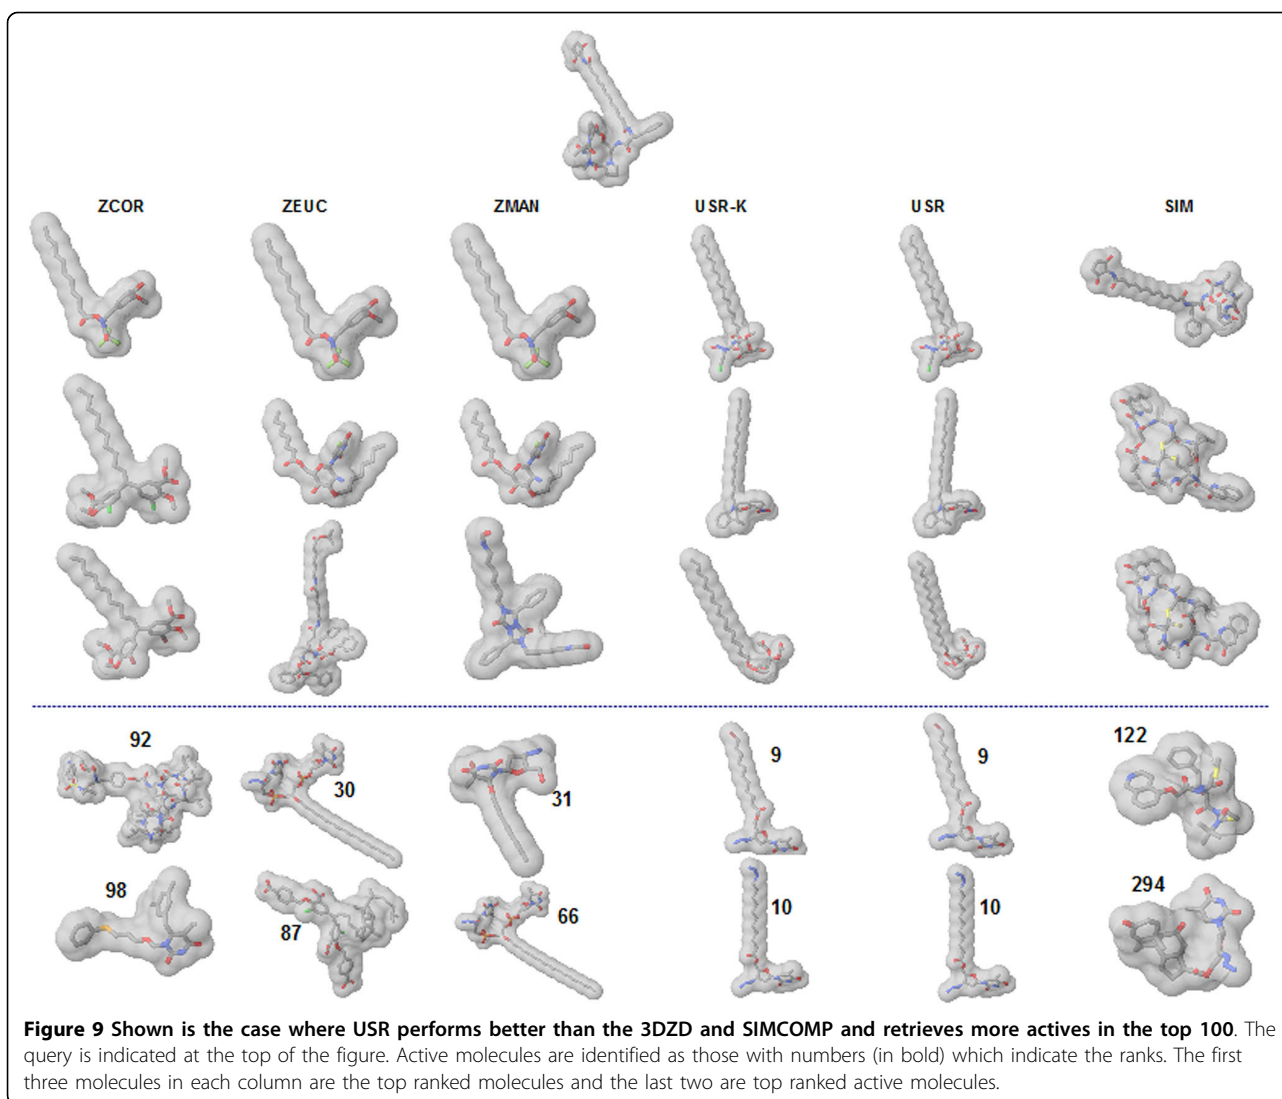 ZCOR ZEUC ZMAN USR-K USR SIM
92 30 31 9 9 122
98 87 66 10 10 294
Figure 9 Shown is the case where USR performs better than the 3DZD and SIMCOMP and retrieves more actives in the top 100. The
query is indicated at the top of the figure. Active molecules are identified as those with numbers (in bold) which indicate the ranks. The first
three molecules in each column are the top ranked molecules and the last two are top ranked active molecules.